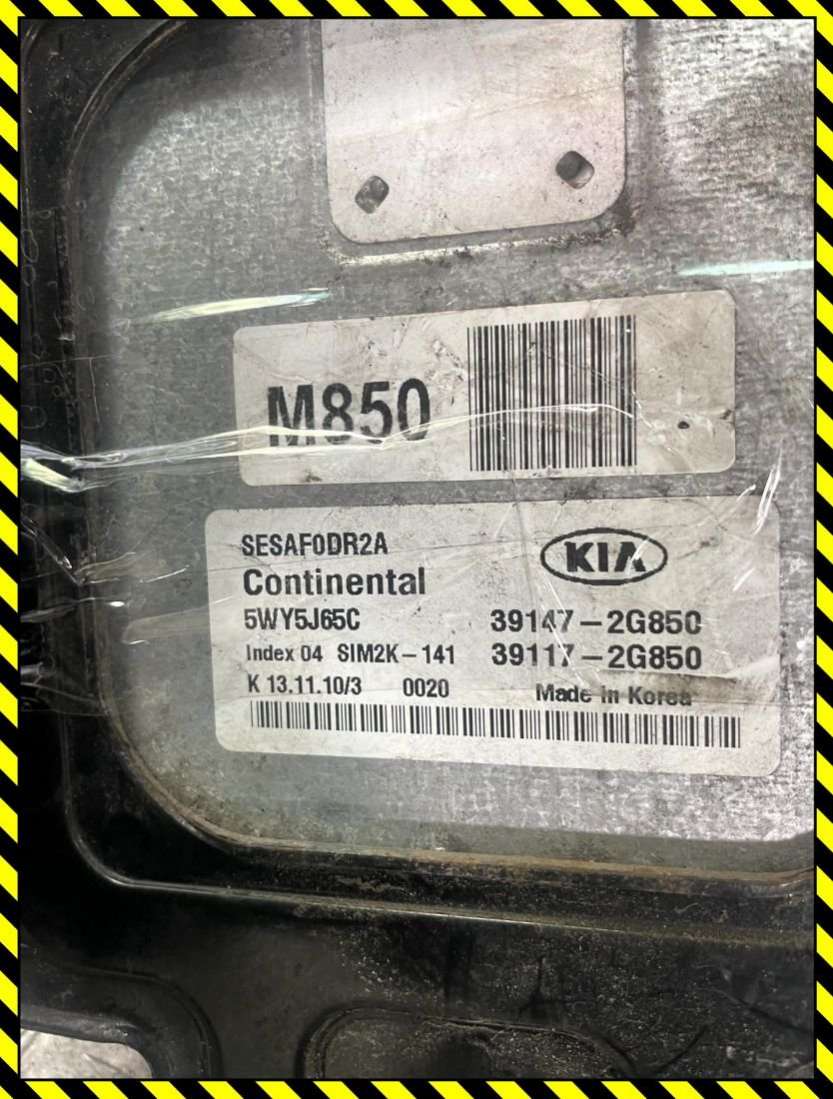 M850
SESAF0DR2A
KIA
Continental
5WY5J65C 39147-2G850
Index 04 SIM2K-141 39117-2G850
K 13.11.10/3 0020 Made in Korea